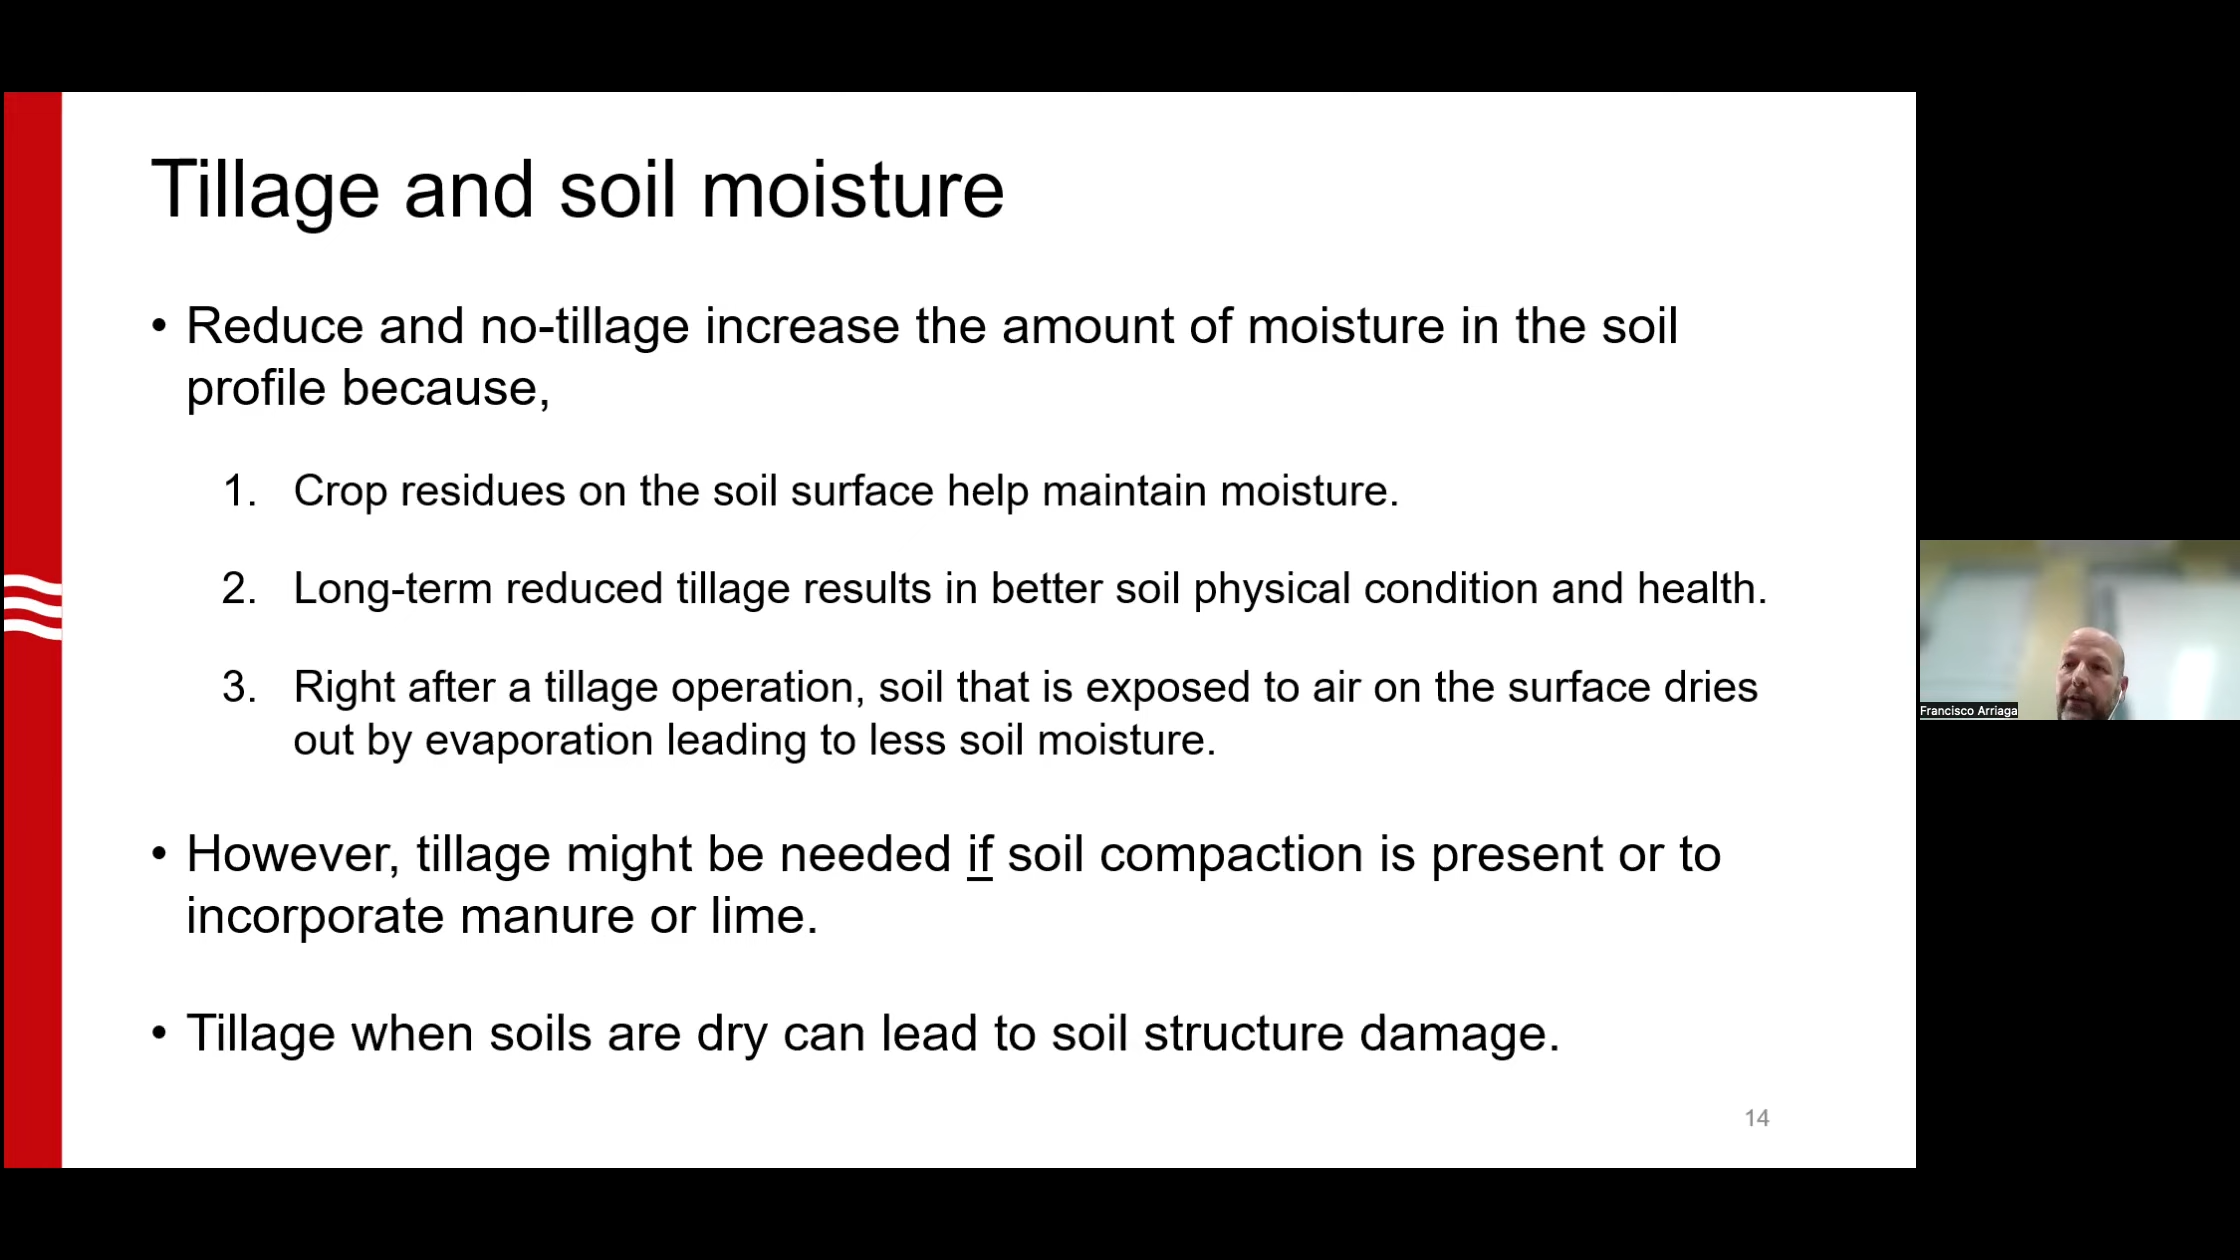 Tillage and soil moisture
• Reduce and no-tillage increase the amount of moisture in the soil
profile because,
1. Crop residues on the soil surface help maintain moisture.
2. Long-term reduced tillage results in better soil physical condition and health.
3. Right after a tillage operation, soil that is exposed to air on the surface dries
out by evaporation leading to less soil moisture.
• However, tillage might be needed if soil compaction is present or to
incorporate manure or lime.
• Tillage when soils are dry can lead to soil structure damage.
14
Francisco Arriaga